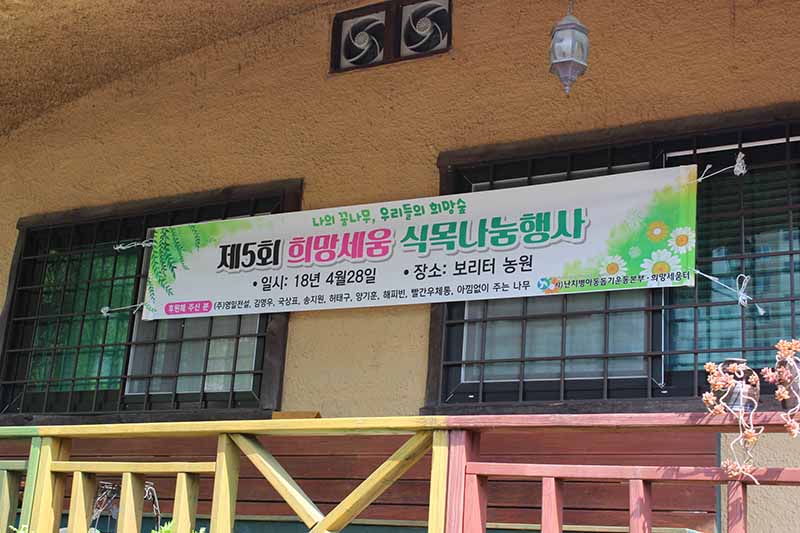 나의 꿈나무, 우리들의 희망숲
제5회 희망세움 식목나눔행사
• 일시: 18년 4월28일 • 장소: 보리터 농원
후원해 주신 분 (주)영일전설, 김영우, 국상표, 송지원, 허태구, 양기훈, 해피빈, 빨간우체통, 아낌없이 주는 나무
사)난치병아동돕기운동본부·희망세움터